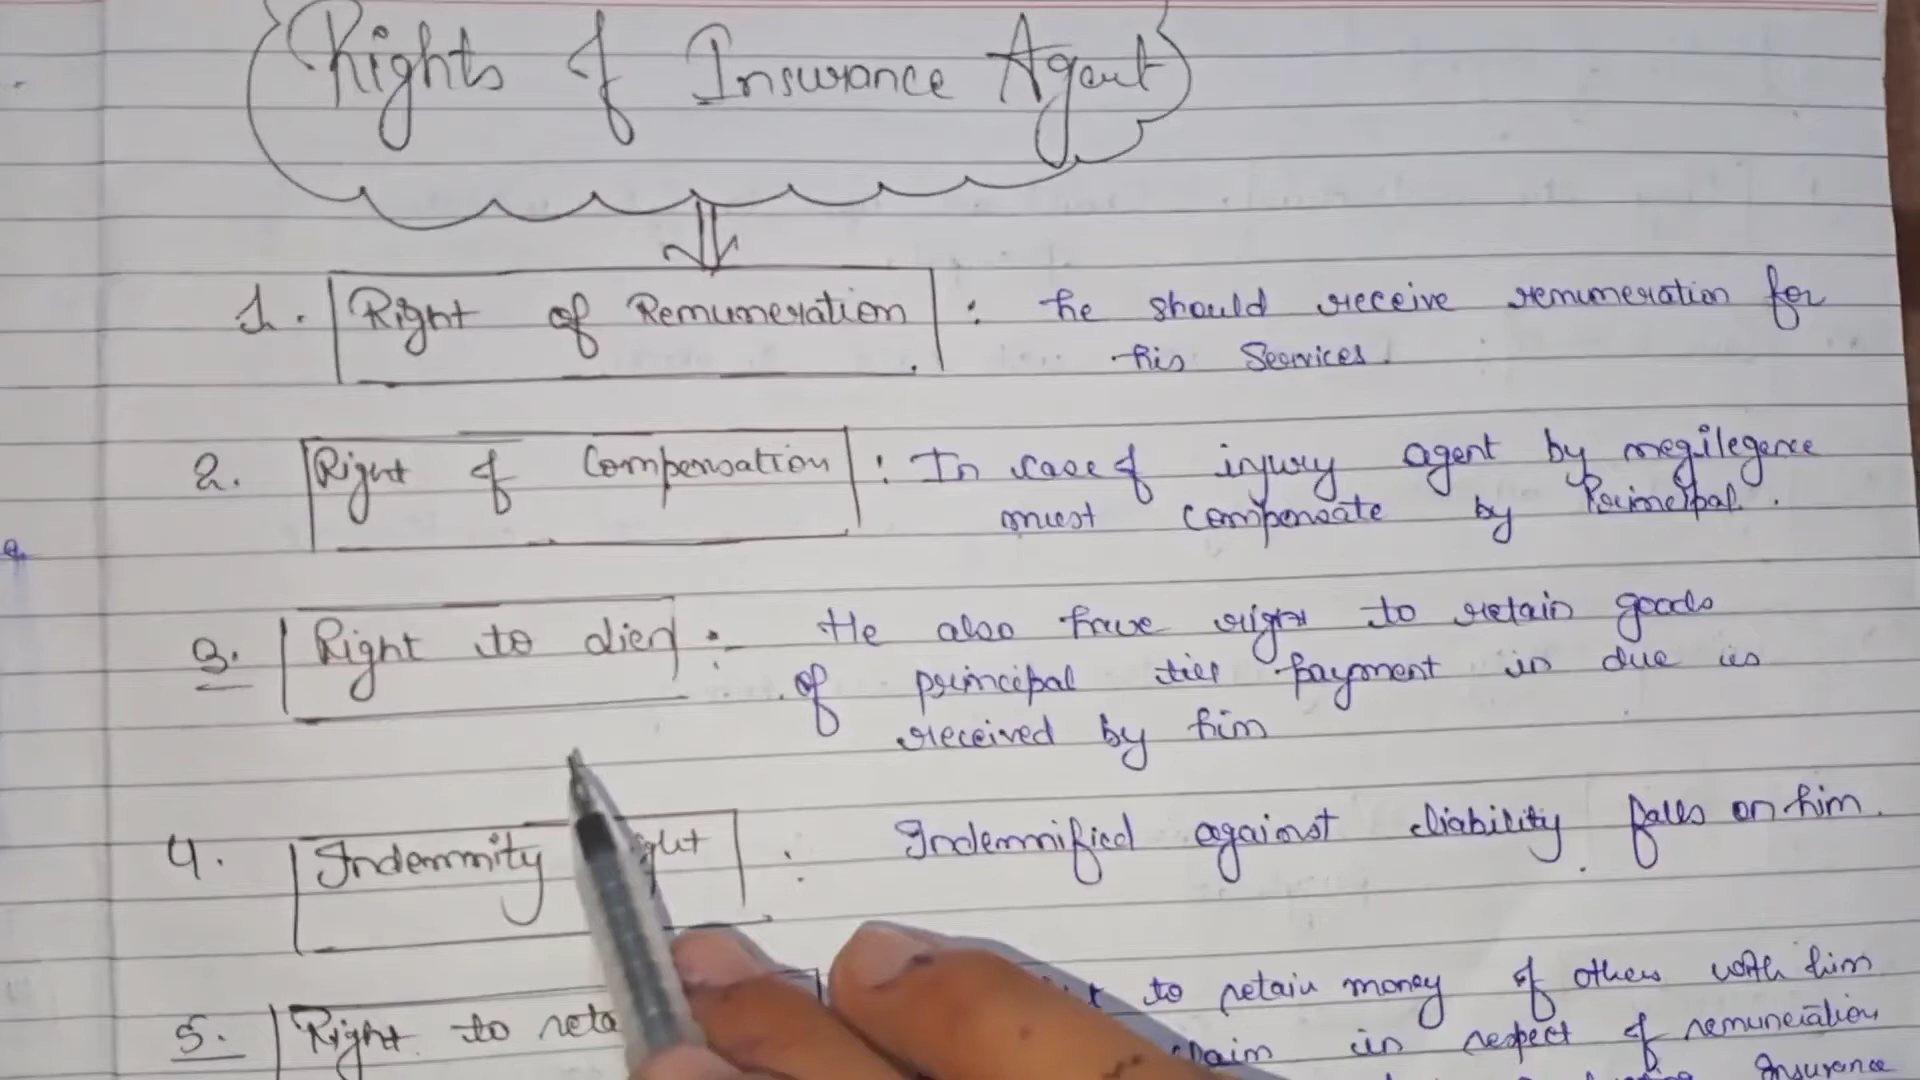 Rights of Insurance Agent
1. Right of Remuneration : he should receive remuneration for
his Services.
2. Right of Compensation : In case of injury agent by negilegence
must compensate by Principal.
3. Right to lien :- He also have right to retain goods
of principal till payment in due is
received by him
4. Indemnity : Indemnified against liability falls on him.
5. Right to to retain money of others with him
in respect of remuneration
Insurance